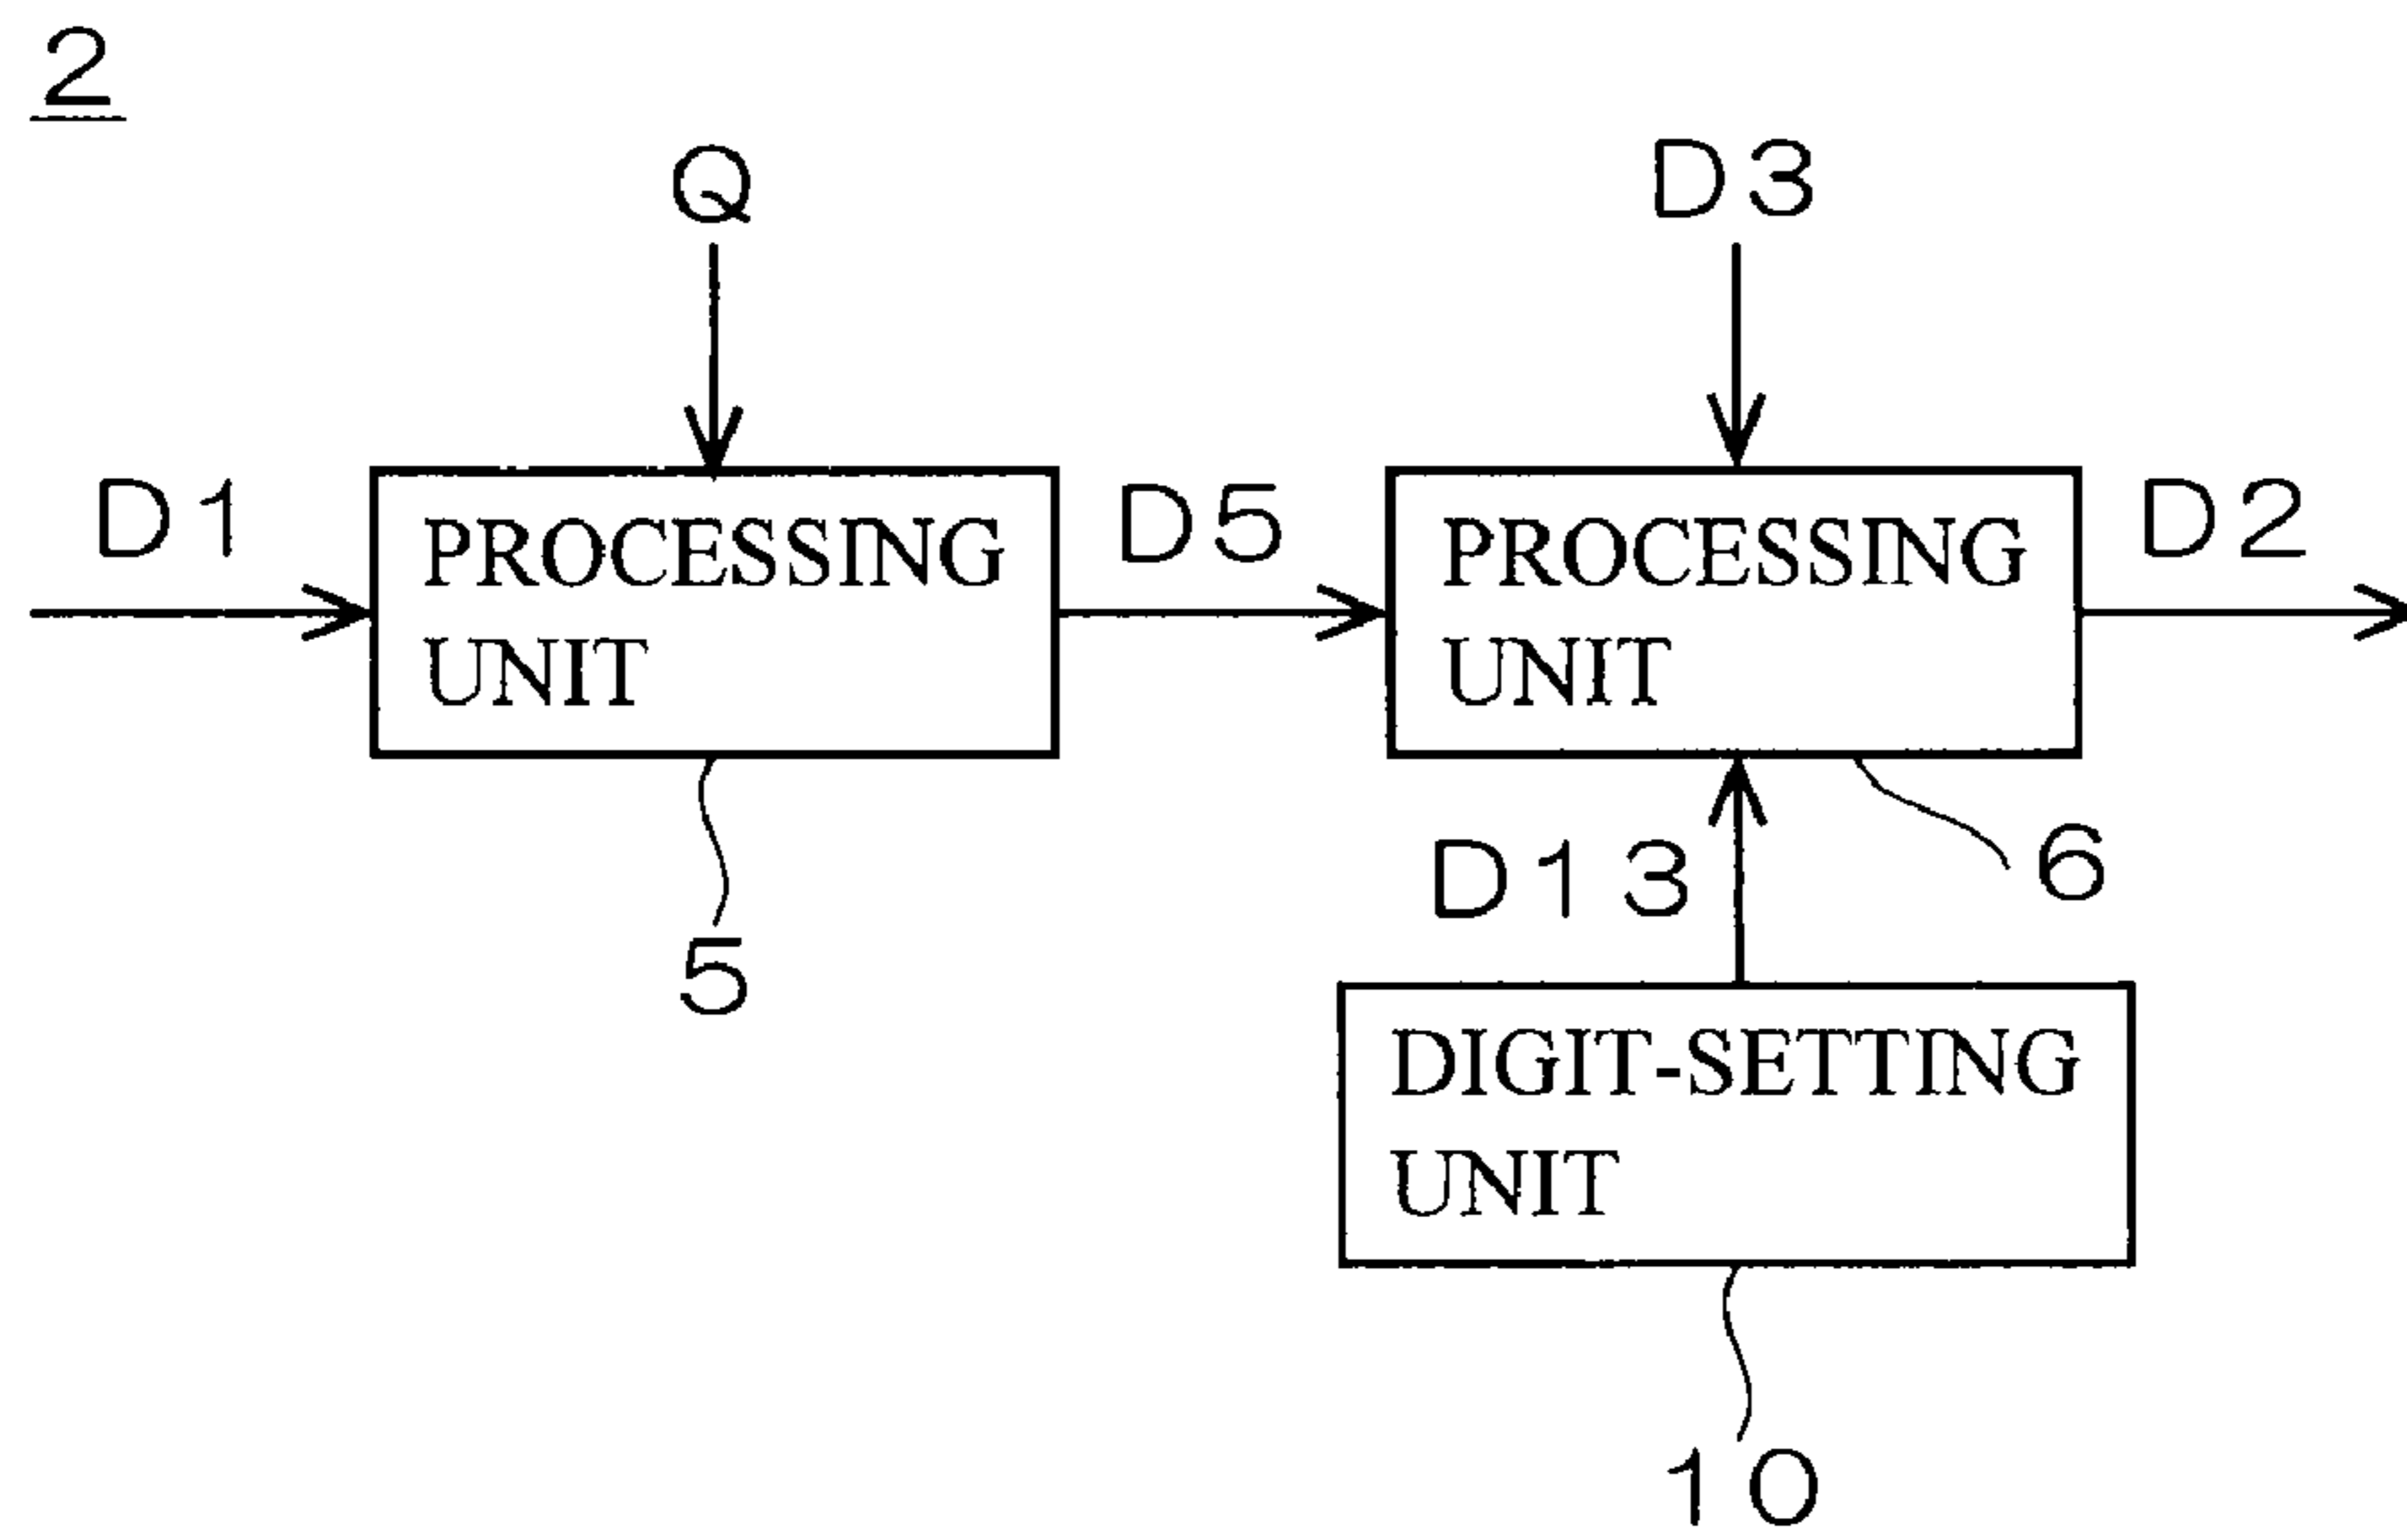 2
Q
D3
D1
D5
D2
PROCESSING
UNIT
PROCESSING
UNIT
5
D13
6
DIGIT-SETTING
UNIT
10